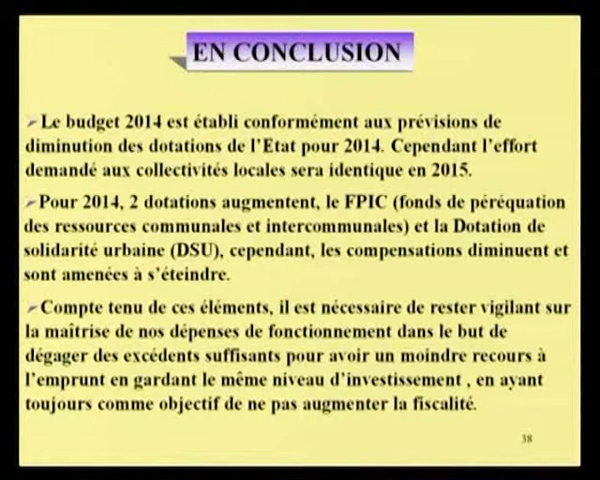 EN CONCLUSION
➢Le budget 2014 est établi conformément aux prévisions de
diminution des dotations de l'Etat pour 2014. Cependant l'effort
demandé aux collectivités locales sera identique en 2015.
➢Pour 2014, 2 dotations augmentent, le FPIC (fonds de péréquation
des ressources communales et intercommunales) et la Dotation de
solidarité urbaine (DSU), cependant, les compensations diminuent et
sont amenées à s'éteindre.
➢Compte tenu de ces éléments, il est nécessaire de rester vigilant sur
la maîtrise de nos dépenses de fonctionnement dans le but de
dégager des excédents suffisants pour avoir un moindre recours à
l'emprunt en gardant le même niveau d'investissement , en ayant
toujours comme objectif de ne pas augmenter la fiscalité.
38